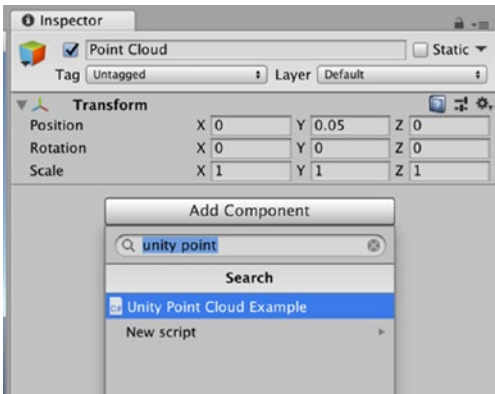 Inspector
Point Cloud Static
Tag Untagged Layer Default
Transform
Position X 0 Y 0.05 Z 0
Rotation X 0 Y 0 Z 0
Scale X 1 Y 1 Z 1
Add Component
unity point
Search
C# Unity Point Cloud Example
New script